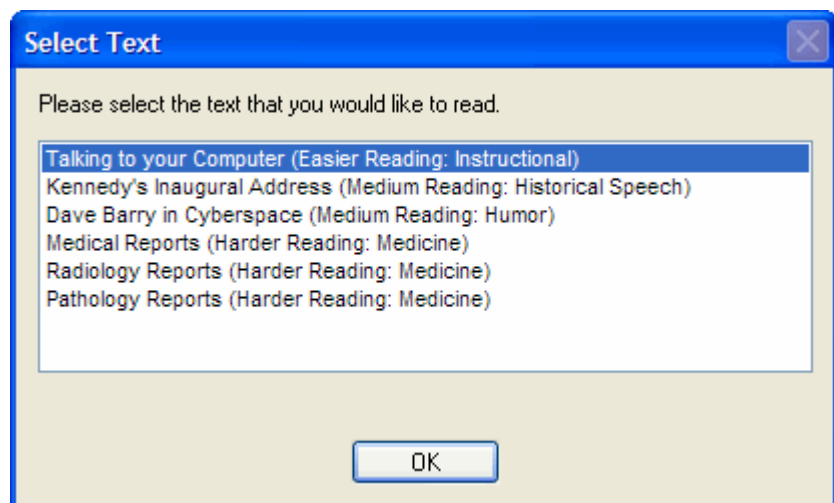 Select Text
Please select the text that you would like to read.
Talking to your Computer (Easier Reading: Instructional)
Kennedy's Inaugural Address (Medium Reading: Historical Speech)
Dave Barry in Cyberspace (Medium Reading: Humor)
Medical Reports (Harder Reading: Medicine)
Radiology Reports (Harder Reading: Medicine)
Pathology Reports (Harder Reading: Medicine)
OK